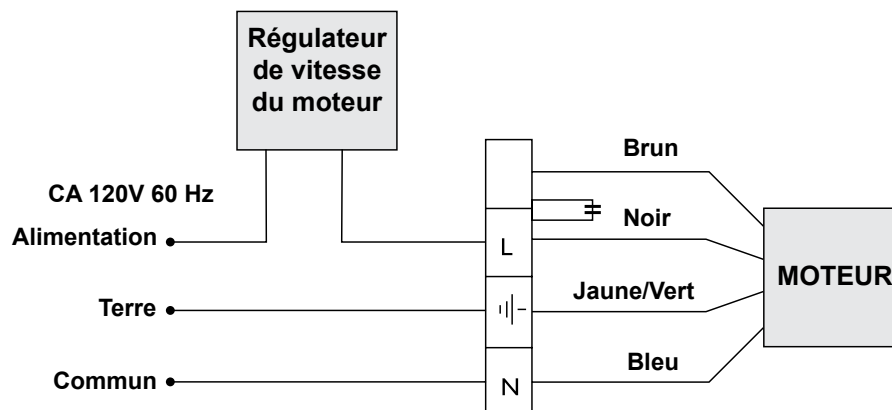 Régulateur
de vitesse
du moteur
CA 120V 60 Hz
Alimentation
Terre
Commun
L
N
Brun
Noir
Jaune/Vert
Bleu
MOTEUR